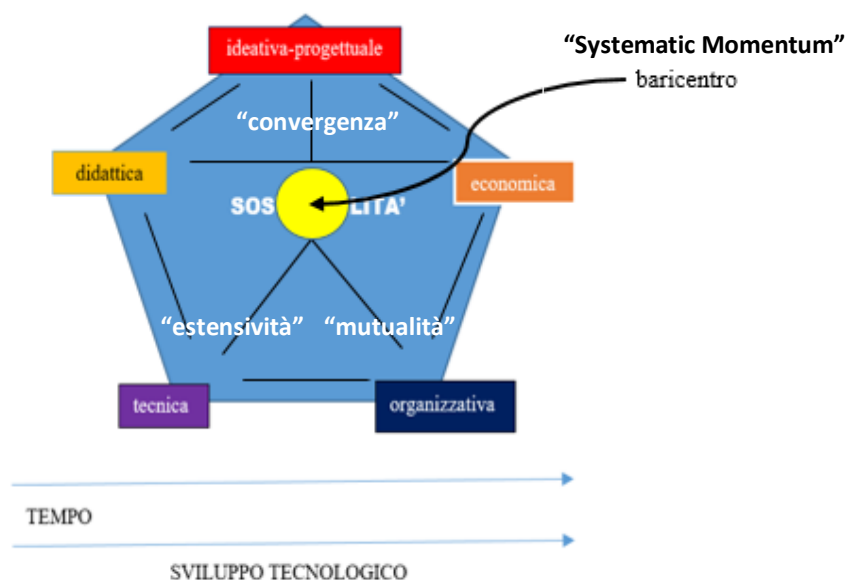 ideativa-progettuale
“Systematic Momentum”
baricentro
“convergenza”
didattica
economica
SOS LITA’
“estensività” “mutualità”
tecnica
organizzativa
TEMPO
SVILUPPO TECNOLOGICO